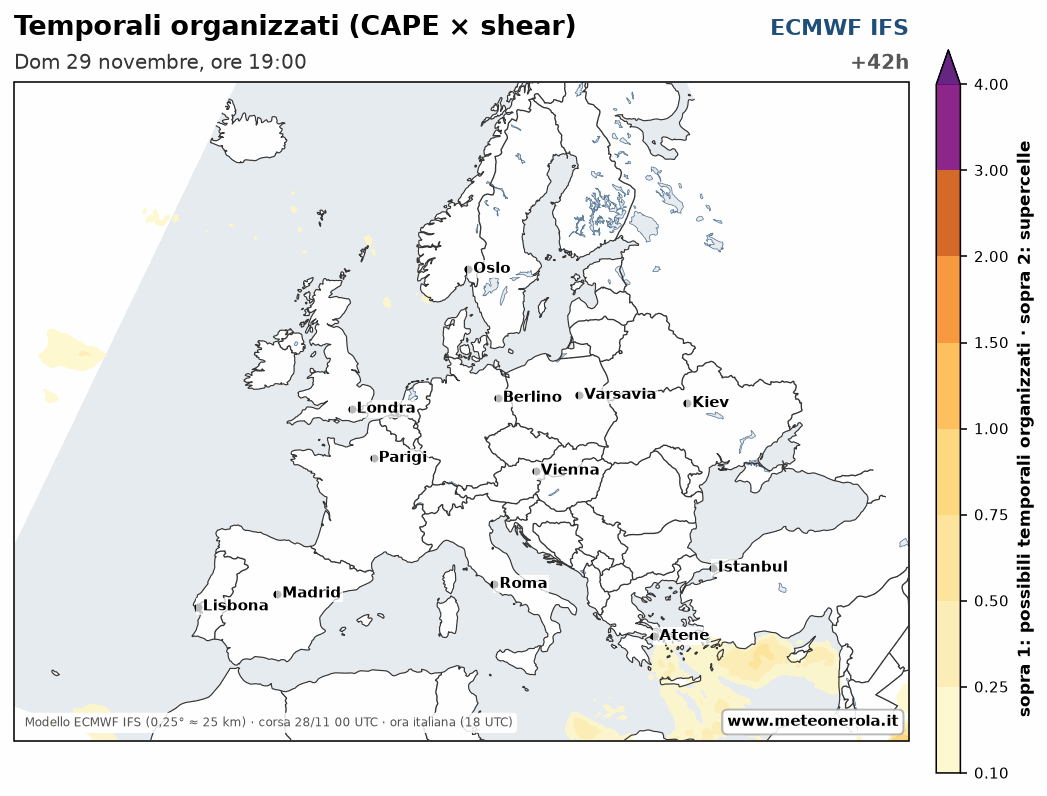 Temporali organizzati (CAPE × shear)
ECMWF IFS
Dom 29 novembre, ore 19:00
+42h
Oslo
Londra
Berlino
Varsavia
Kiev
Parigi
Vienna
Istanbul
Roma
Madrid
Lisbona
Atene
Modello ECMWF IFS (0,25° ≈ 25 km) · corsa 28/11 00 UTC · ora italiana (18 UTC)
www.meteonerola.it
4.00
3.00
2.00
1.50
1.00
0.75
0.50
0.25
0.10
sopra 1: possibili temporali organizzati · sopra 2: supercelle